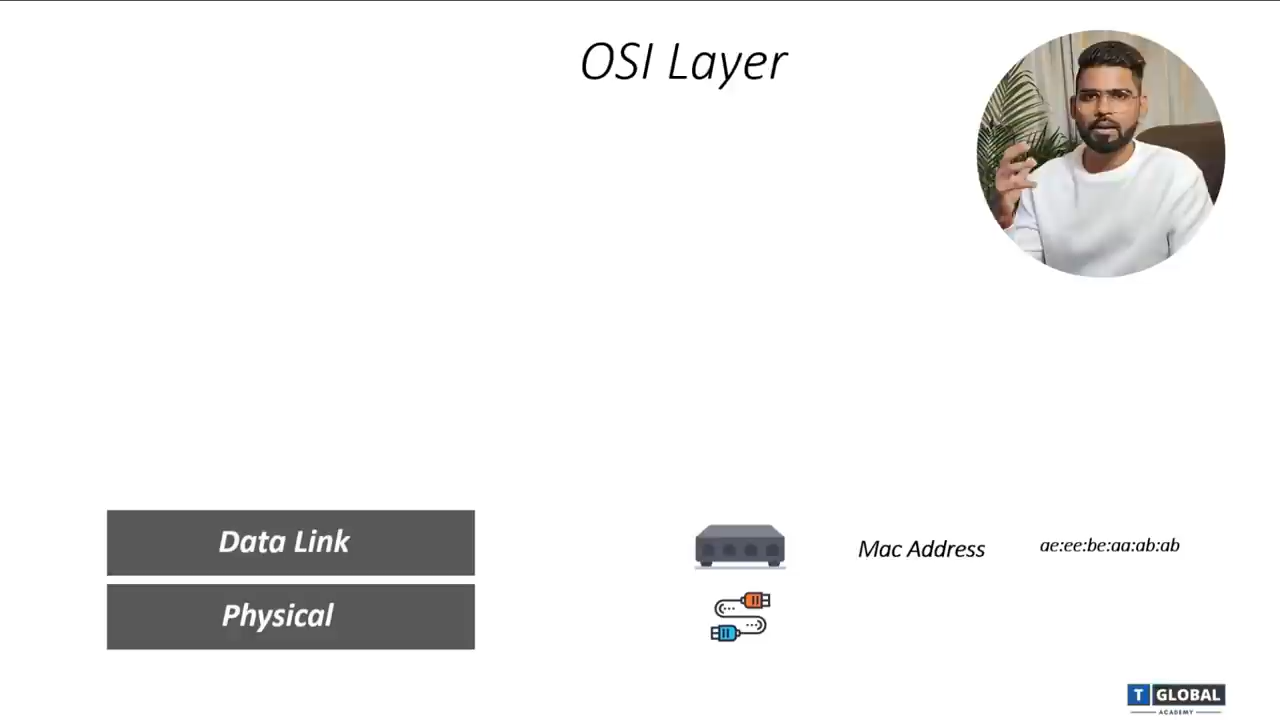 OSI Layer
Data Link
Mac Address
ae:ee:be:aa:ab:ab
Physical
T GLOBAL
ACADEMY